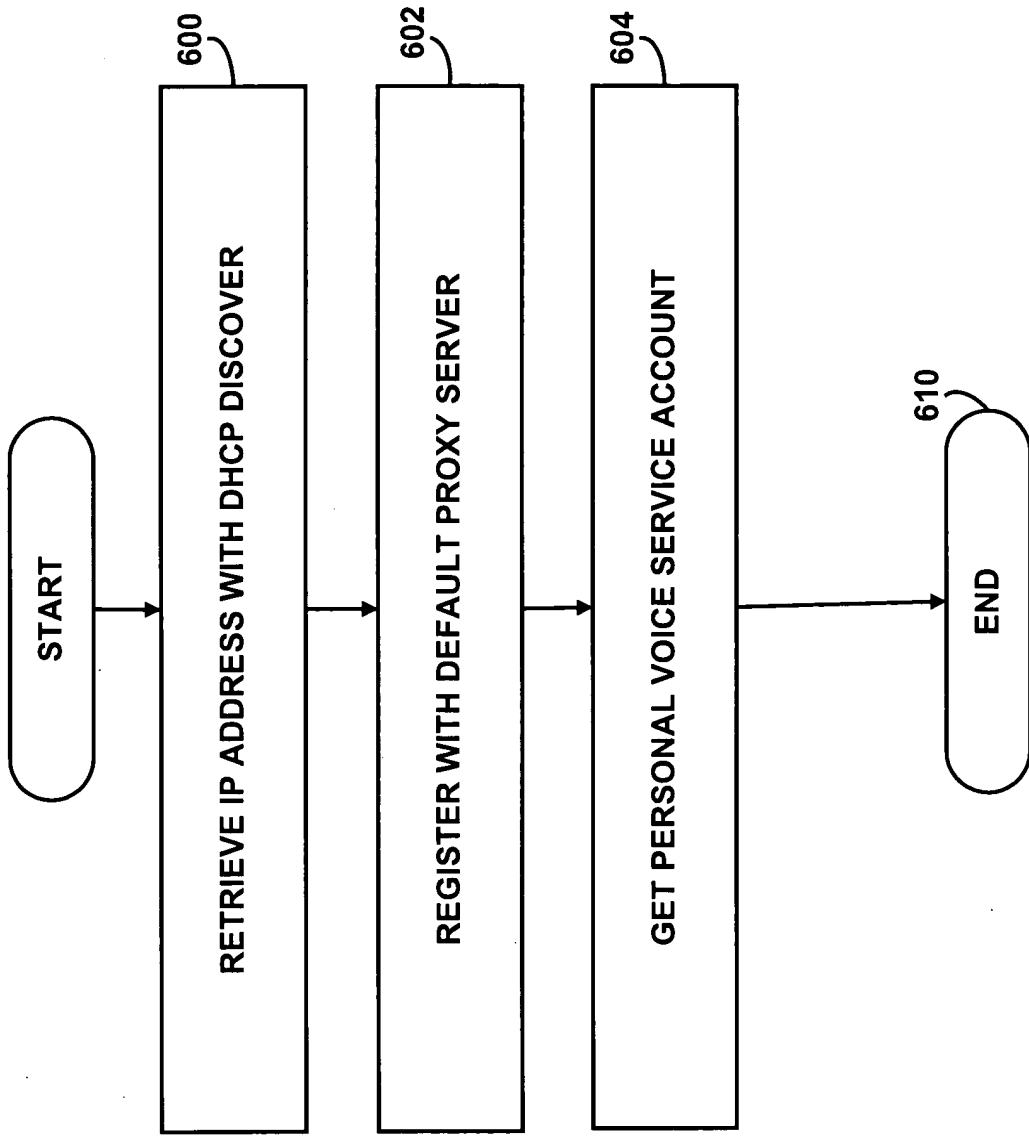 START
600
RETRIEVE IP ADDRESS WITH DHCP DISCOVER
602
REGISTER WITH DEFAULT PROXY SERVER
604
GET PERSONAL VOICE SERVICE ACCOUNT
610
END